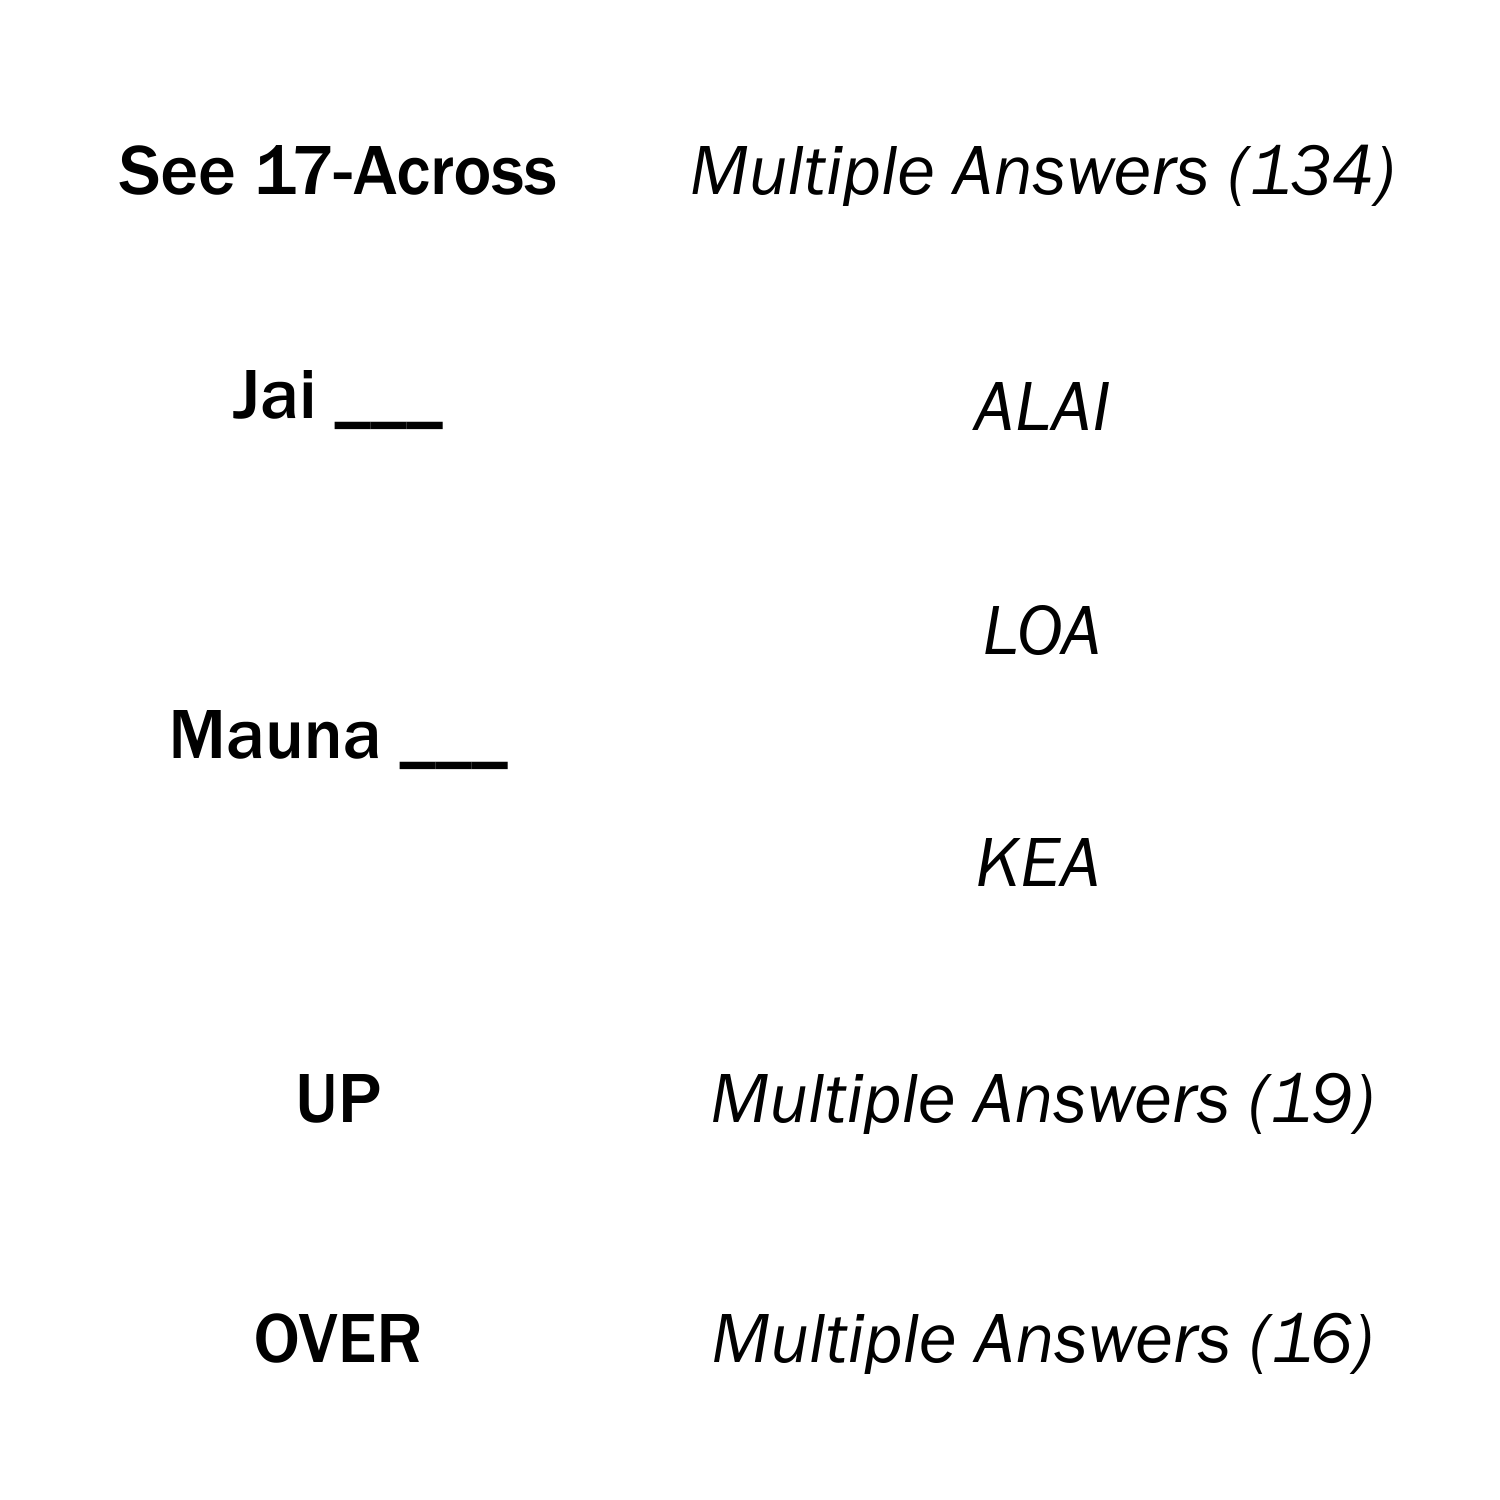 See 17-Across Multiple Answers (134)
Jai ___ ALAI
LOA
Mauna ___
KEA
UP Multiple Answers (19)
OVER Multiple Answers (16)